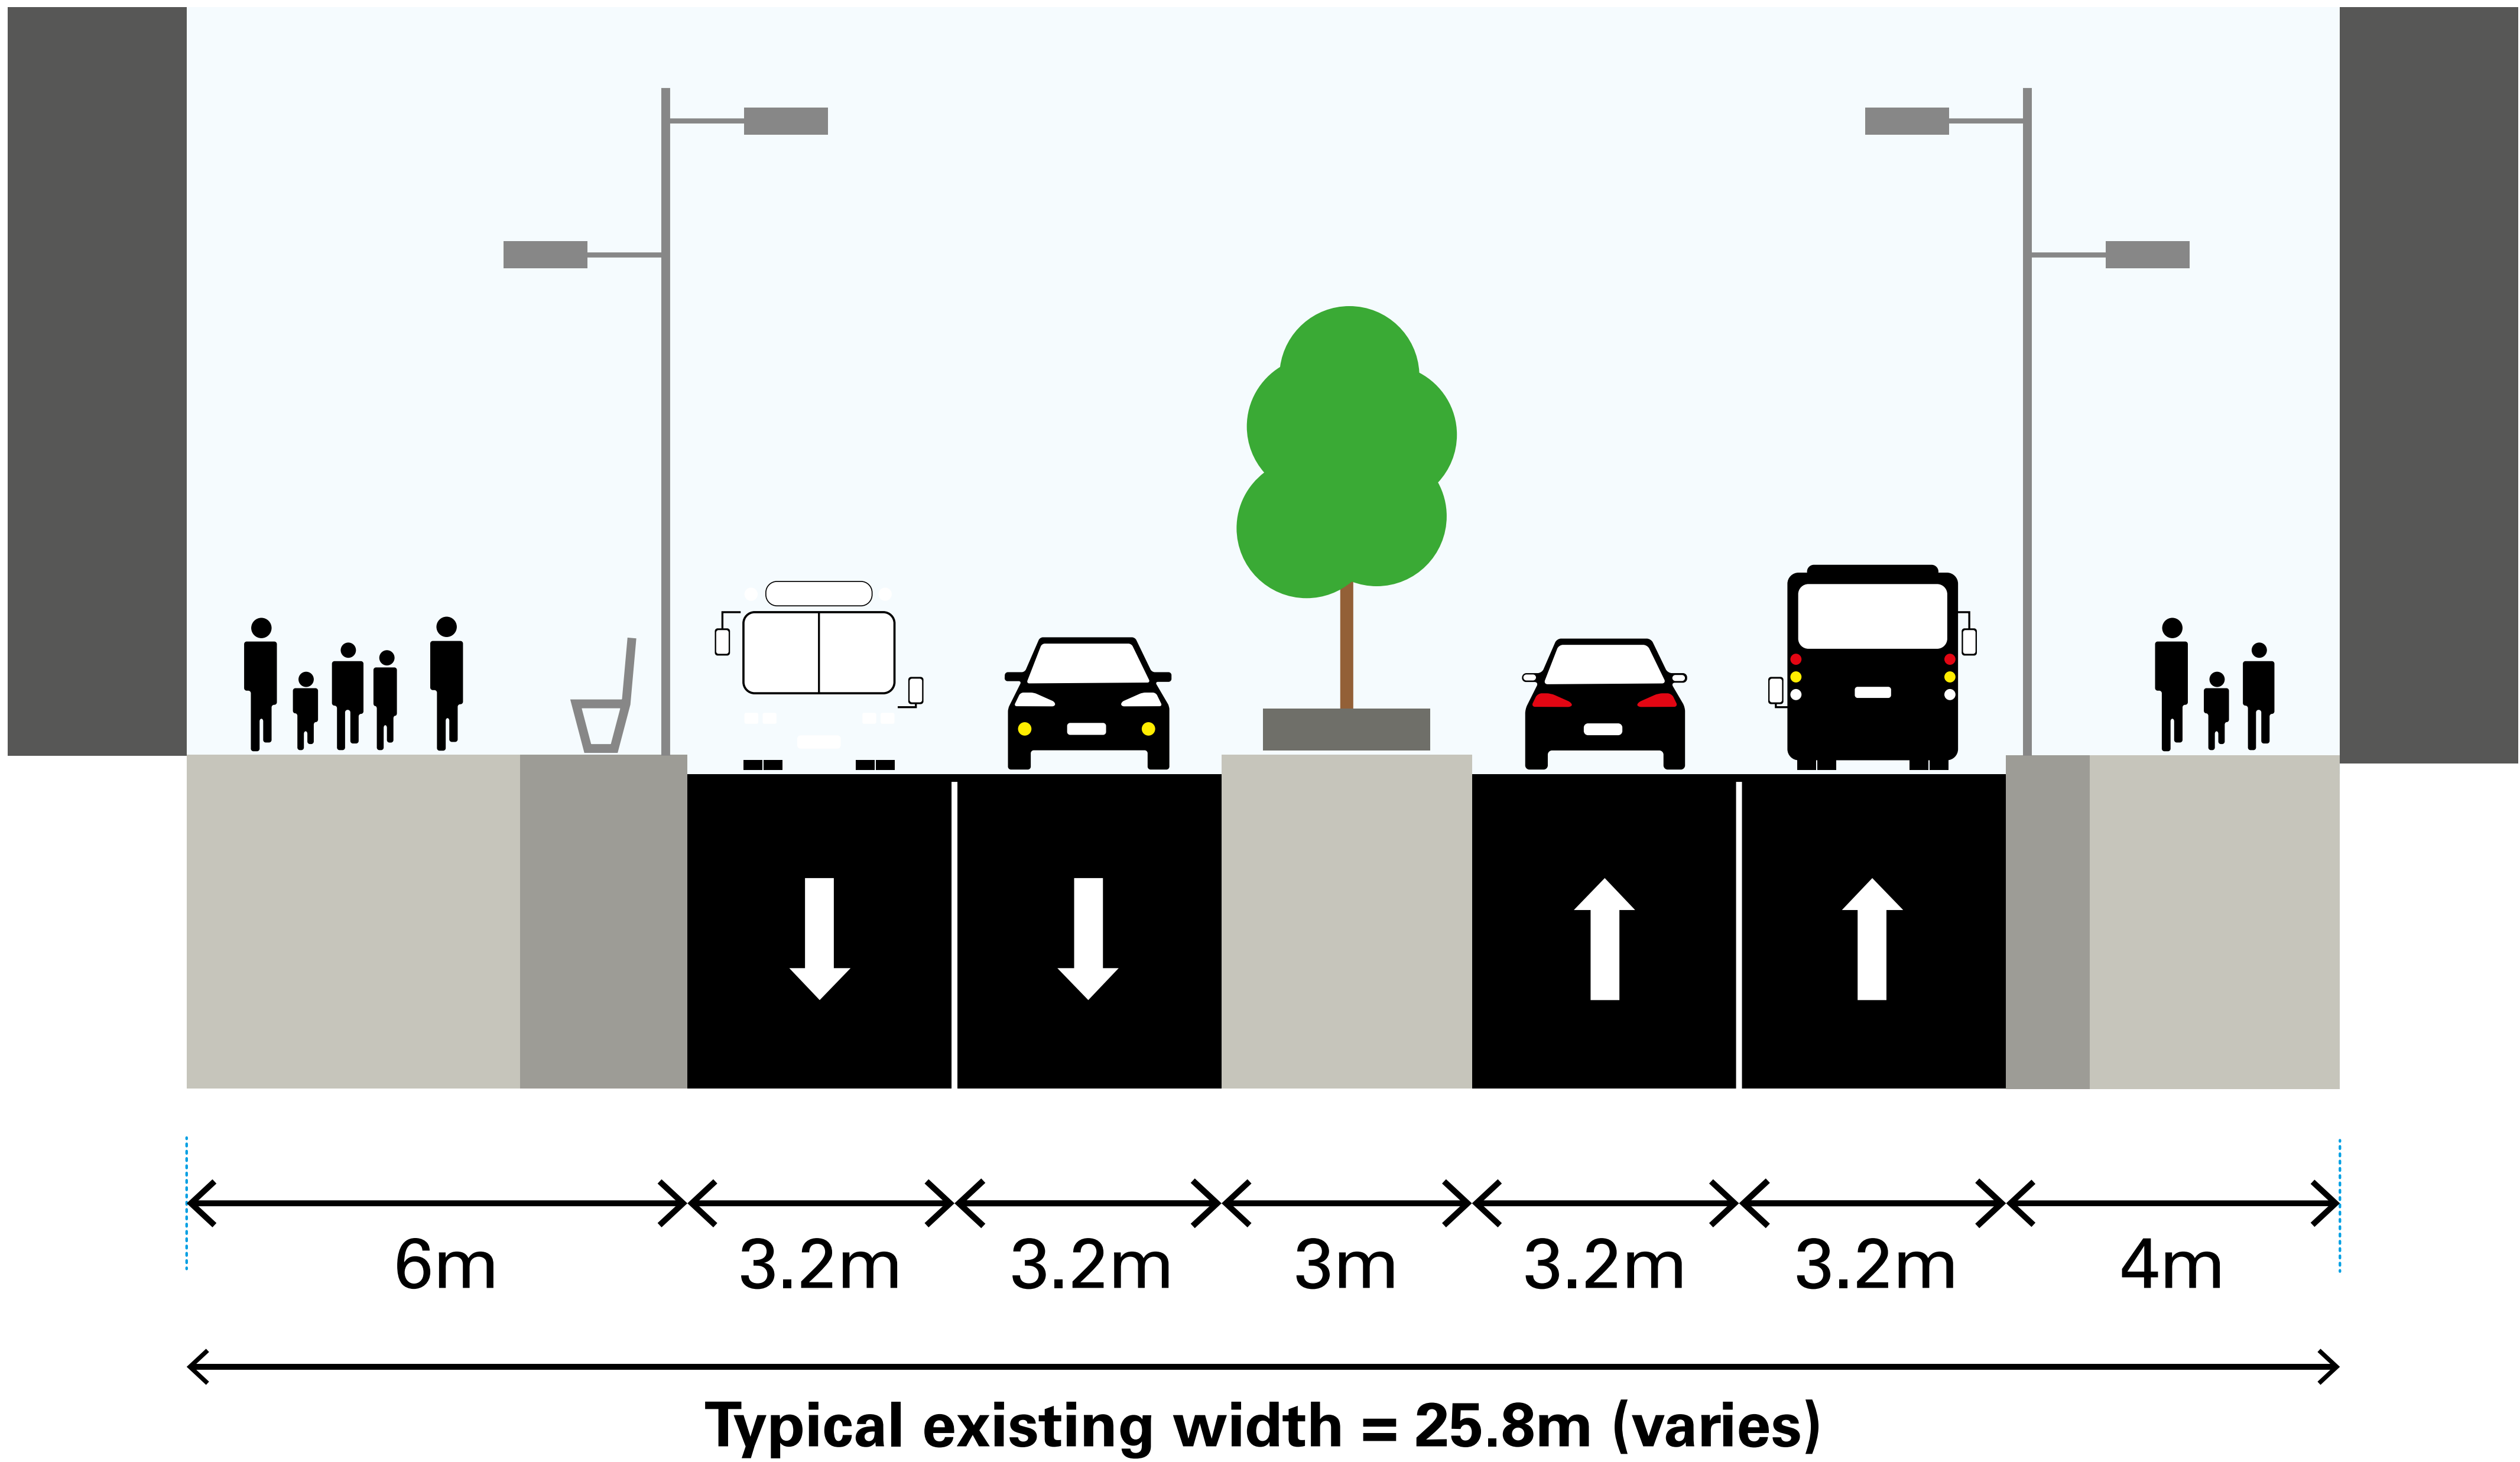 6m 3.2m 3.2m 3m 3.2m 3.2m 4m
Typical existing width = 25.8m (varies)